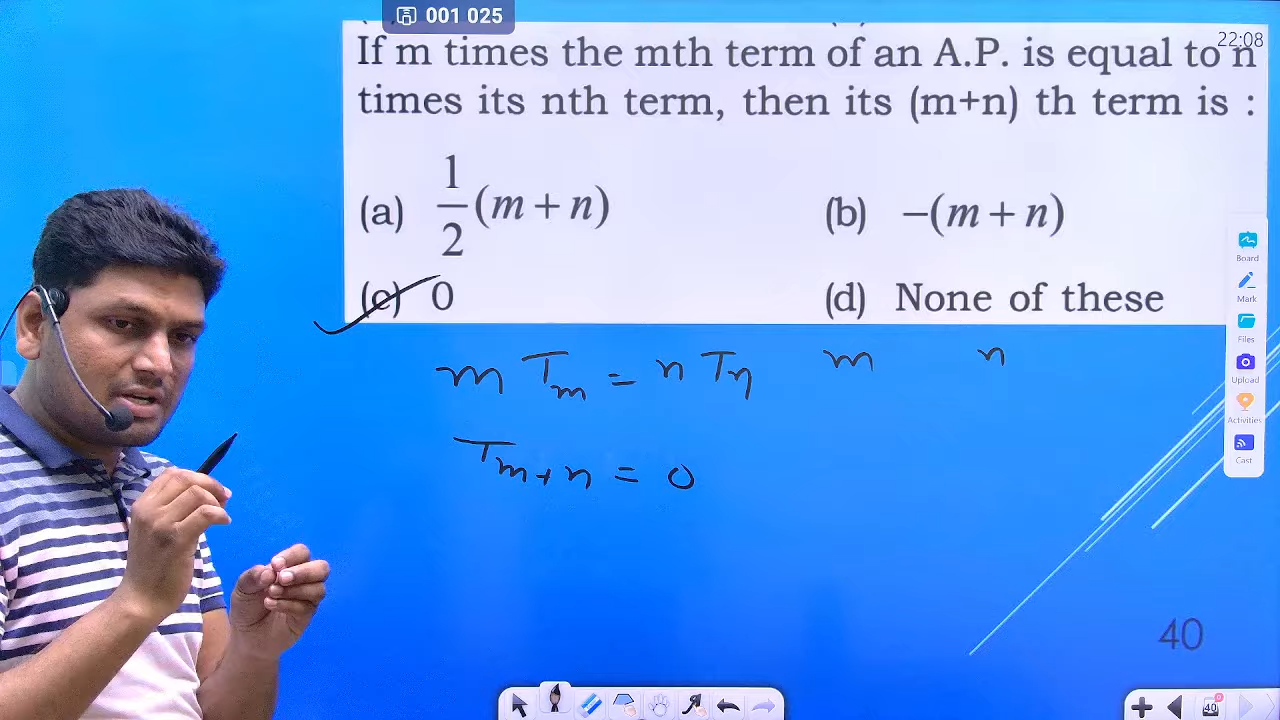 001 025
22:08
If m times the mth term of an A.P. is equal to n
times its nth term, then its (m+n) th term is :
(a) 1/2 (m + n)
(b) −(m + n)
(c) 0
(d) None of these
m Tm = n Tn m n
Tm+n = 0
Board
Mark
Files
Upload
Activities
Cast
40
40
0